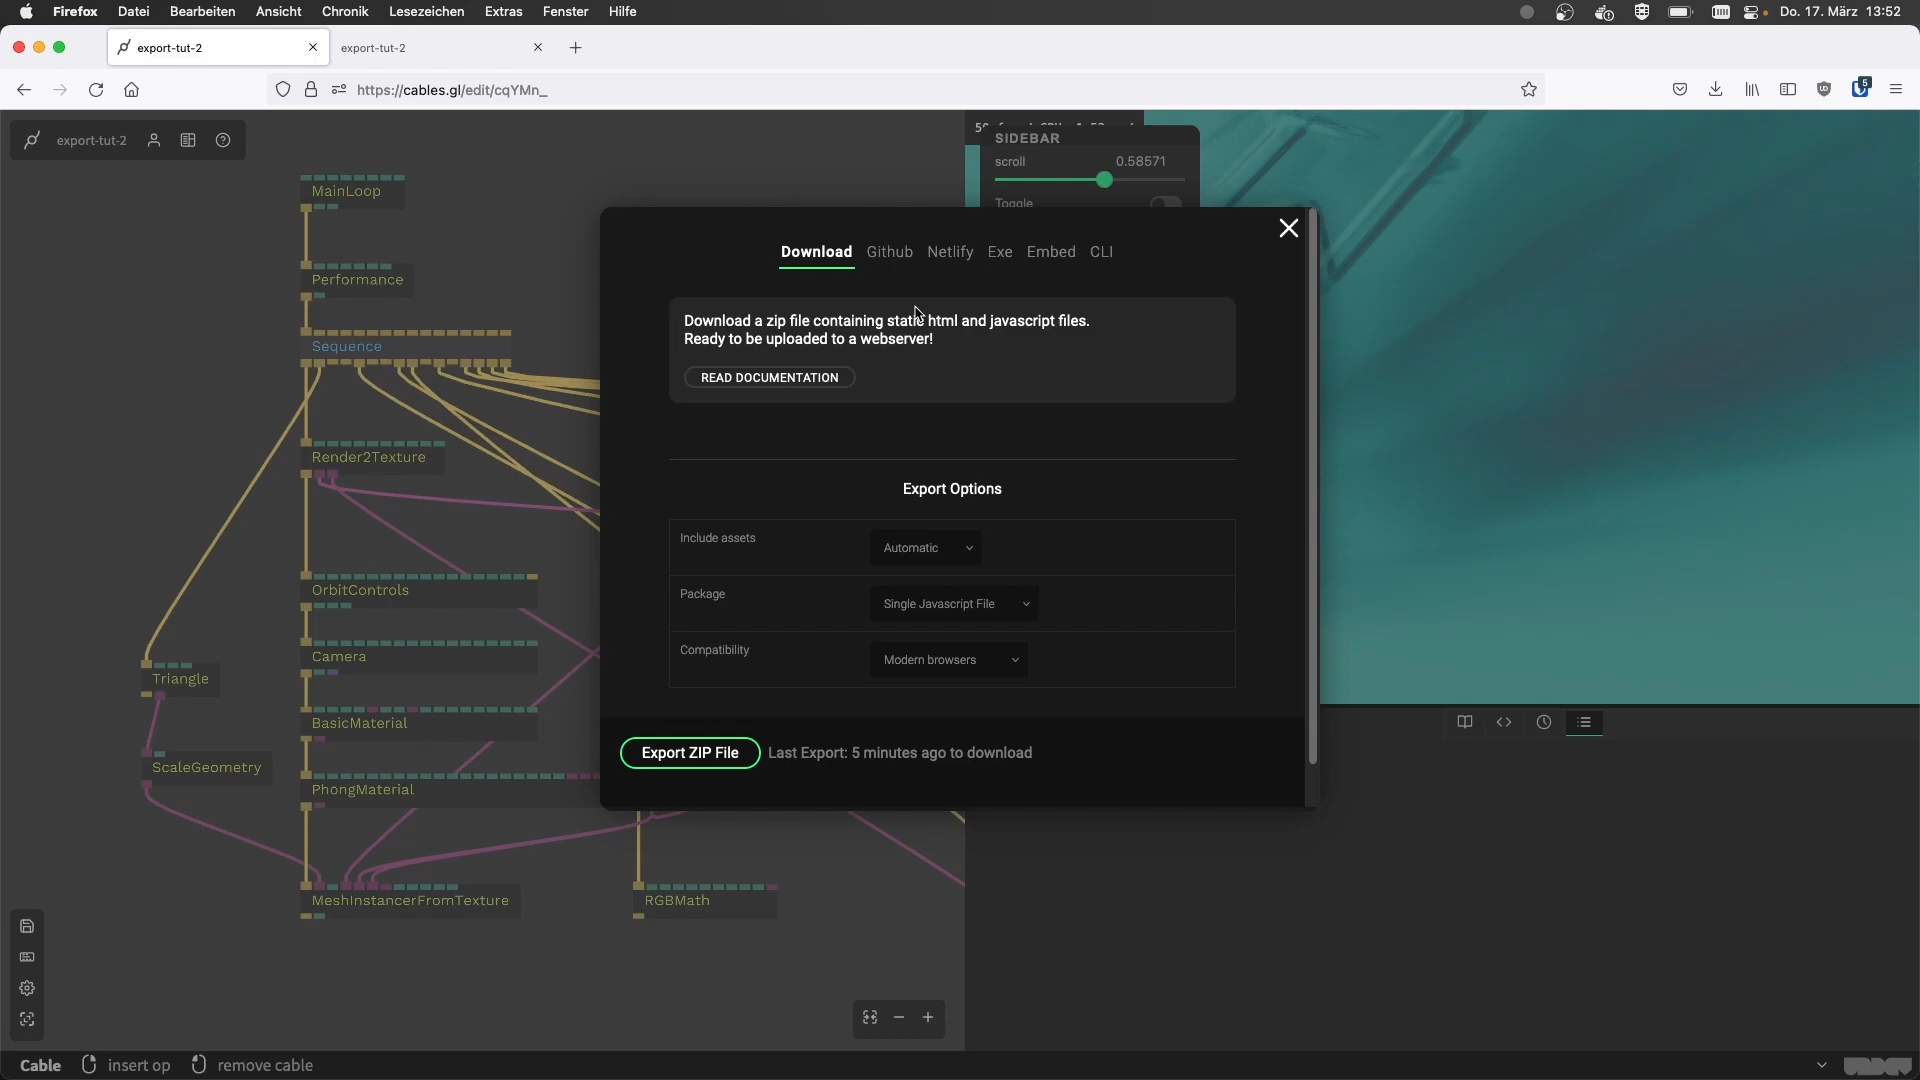 Firefox Datei Bearbeiten Ansicht Chronik Lesezeichen Extras Fenster Hilfe
Do. 17. März 13:52
export-tut-2
export-tut-2
https://cables.gl/edit/cqYMn_
5
export-tut-2
SIDEBAR
scroll 0.58571
Toggle
MainLoop
Performance
Sequence
Render2Texture
OrbitControls
Camera
Triangle
BasicMaterial
ScaleGeometry
PhongMaterial
MeshInstancerFromTexture
RGBMath
Download Github Netlify Exe Embed CLI
Download a zip file containing static html and javascript files.
Ready to be uploaded to a webserver!
READ DOCUMENTATION
Export Options
Include assets Automatic
Package Single Javascript File
Compatibility Modern browsers
Export ZIP File Last Export: 5 minutes ago to download
Cable insert op remove cable